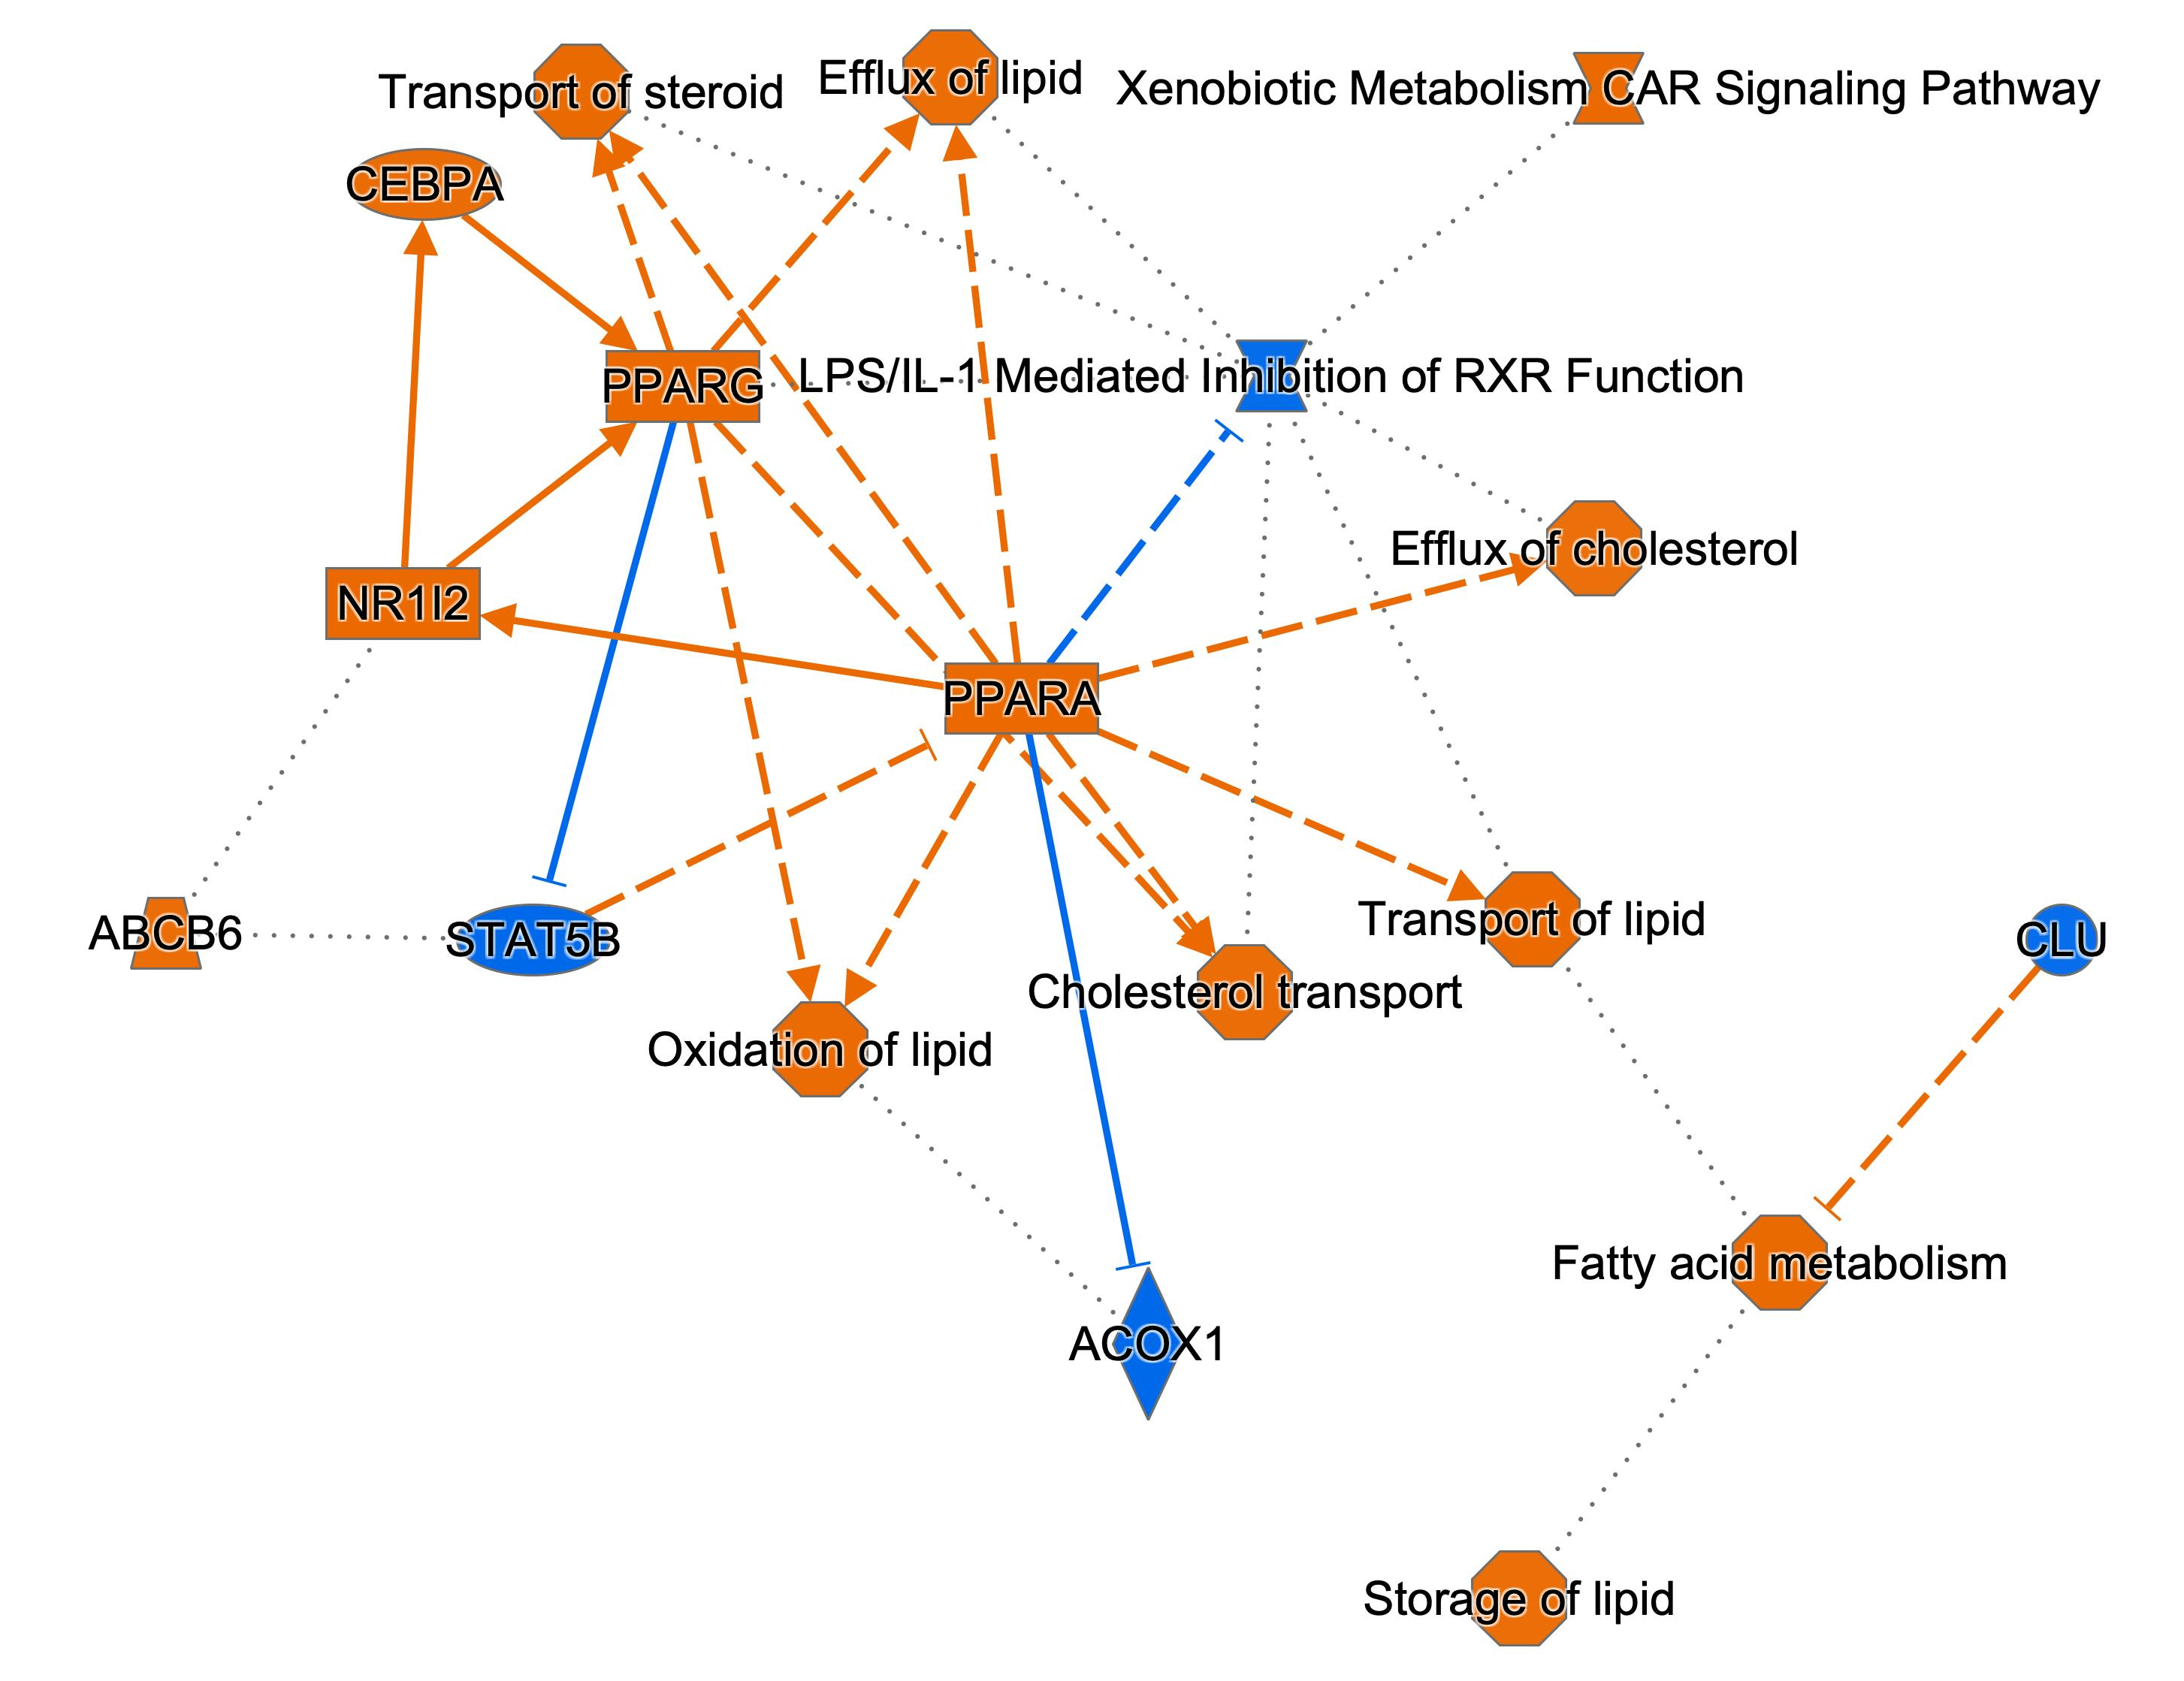 Transport of steroid
Efflux of lipid
Xenobiotic Metabolism CAR Signaling Pathway
CEBPA
PPARG
LPS/IL-1 Mediated Inhibition of RXR Function
Efflux of cholesterol
NR1I2
PPARA
ABCB6
STAT5B
Transport of lipid
CLU
Cholesterol transport
Oxidation of lipid
Fatty acid metabolism
ACOX1
Storage of lipid